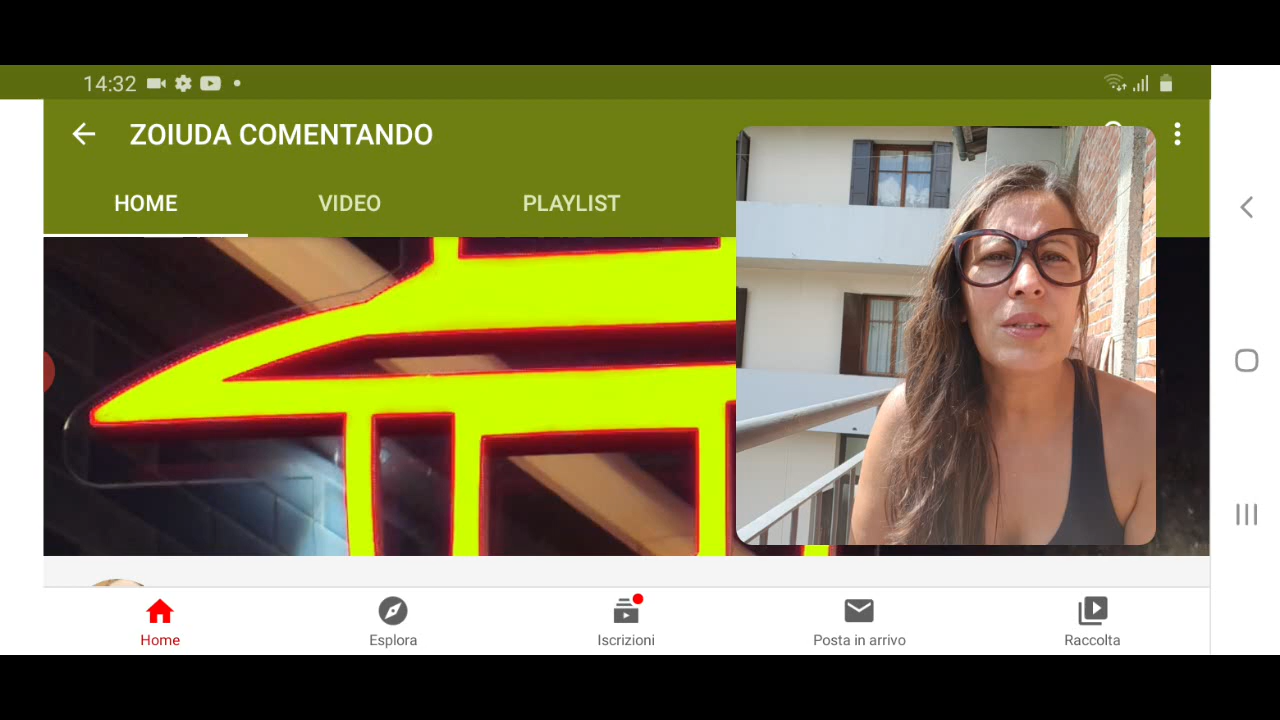 14:32
ZOIUDA COMENTANDO
HOME VIDEO PLAYLIST
Home Esplora Iscrizioni Posta in arrivo Raccolta